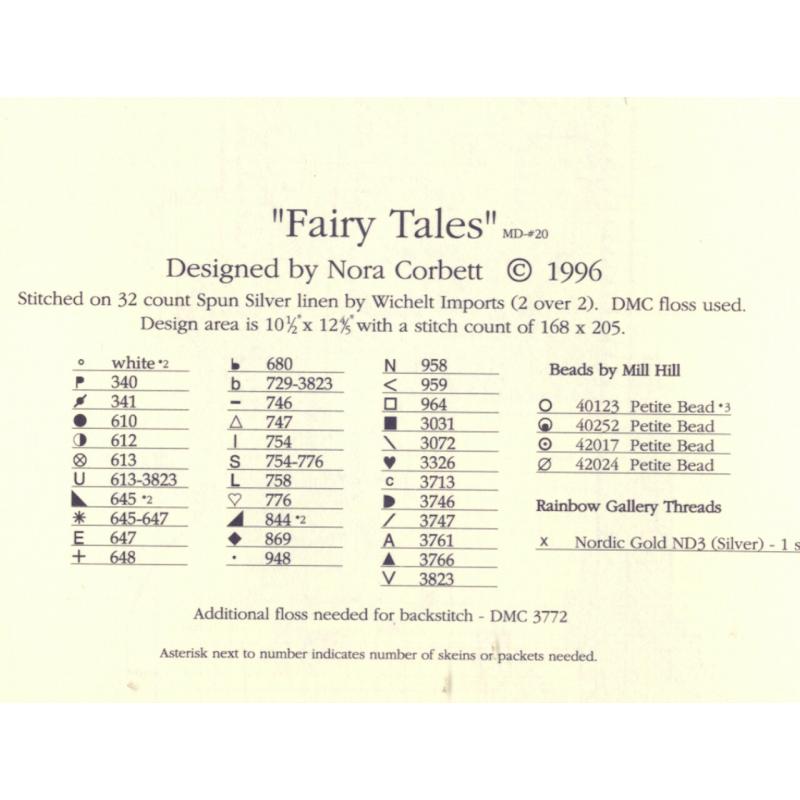 "Fairy Tales" MD-#20
Designed by Nora Corbett © 1996
Stitched on 32 count Spun Silver linen by Wichelt Imports (2 over 2). DMC floss used.
Design area is 10½" x 12⅘" with a stitch count of 168 x 205.
° white *2
P 340
341
● 610
◑ 612
⊗ 613
U 613-3823
◣ 645 *2
✳ 645-647
E 647
+ 648
680
b 729-3823
– 746
△ 747
| 754
S 754-776
L 758
♡ 776
◢ 844 *2
◆ 869
· 948
N 958
< 959
□ 964
■ 3031
\ 3072
♥ 3326
c 3713
◗ 3746
/ 3747
A 3761
▲ 3766
V 3823
Beads by Mill Hill
○ 40123 Petite Bead *3
40252 Petite Bead
⊙ 42017 Petite Bead
∅ 42024 Petite Bead
Rainbow Gallery Threads
x Nordic Gold ND3 (Silver) - 1 s
Additional floss needed for backstitch - DMC 3772
Asterisk next to number indicates number of skeins or packets needed.